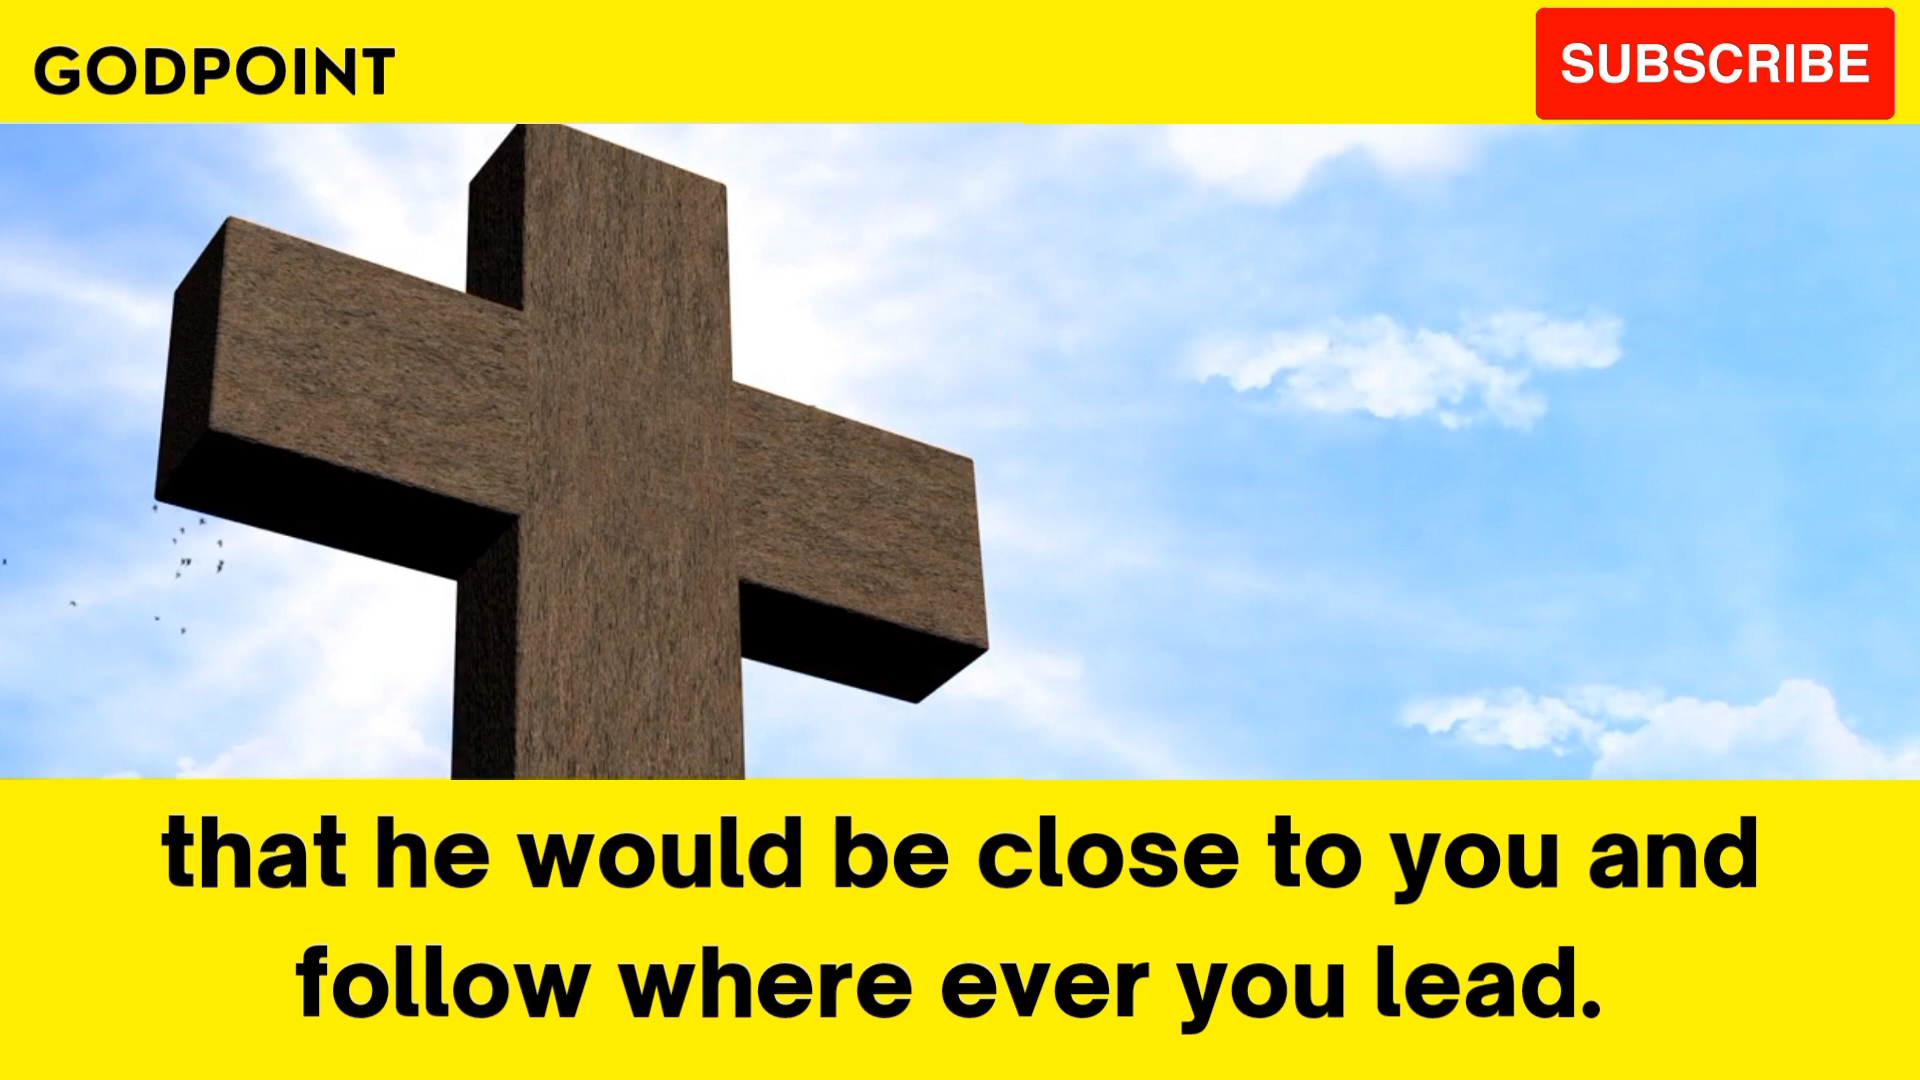 GODPOINT
SUBSCRIBE
that he would be close to you and
follow where ever you lead.